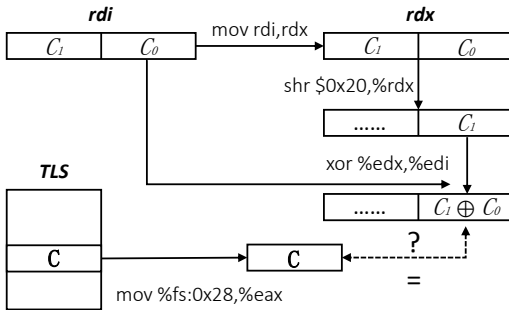 rdi
rdx
C₁ C₀
mov rdi,rdx
C₁ C₀
shr $0x20,%rdx
...... C₁
xor %edx,%edi
TLS
...... C₁ ⊕ C₀
C
C
?
=
mov %fs:0x28,%eax